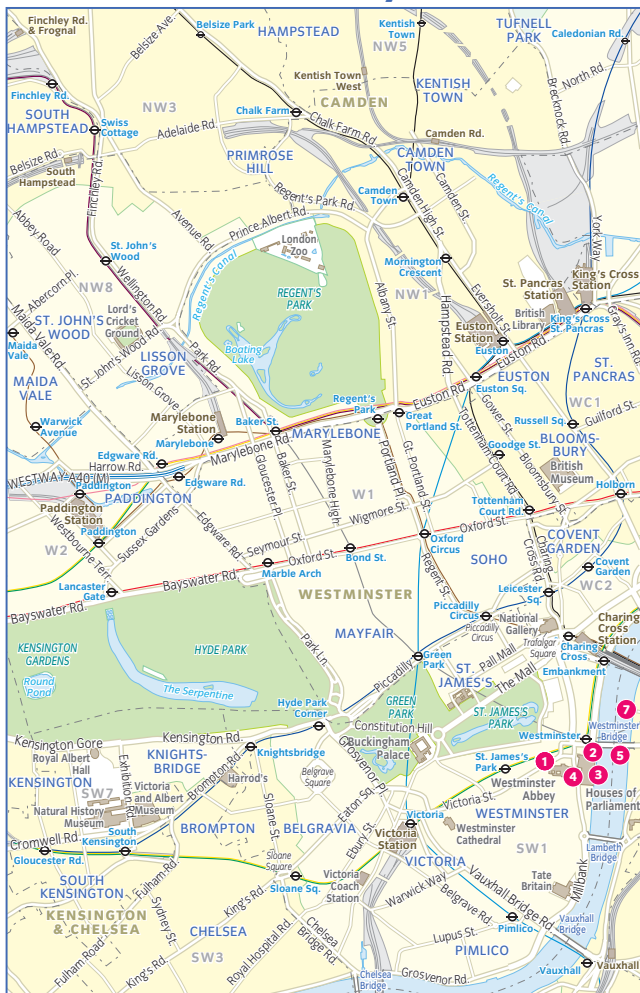 Finchley Rd.
& Frognal
Belsize Ave.
Belsize Park
HAMPSTEAD
Kentish
Town
TUFNELL
PARK
Caledonian Rd.
NW5
Kentish Town
West
KENTISH
TOWN
North Rd.
Brecknock Rd.
Finchley Rd.
SOUTH
HAMPSTEAD
NW3
CAMDEN
Chalk Farm
Chalk Farm Rd
Swiss
Cottage
Adelaide Rd.
Camden Rd.
Belsize Rd.
South
Hampstead
Finchley Rd.
PRIMROSE
HILL
CAMDEN
TOWN
Camden
Town
Camden High St.
Camden St.
Regent's
Canal
Regent's Park Rd.
Avenue Rd.
Prince Albert Rd.
Abbey Road
York Way
London
Zoo
St. John's
Wood
Wellington Rd.
Regent's Canal
Mornington
Crescent
Abercorn Pl.
NW8
REGENT'S
PARK
Albany St.
NW1
Hampstead Rd.
Eversholt St.
St. Pancras
Station
King's Cross
Station
Lord's
Cricket
Ground
British
Library
King's Cross
St. Pancras
Gray's Inn Rd.
ST. JOHN'S
WOOD
Maida
Vale
Maida Vale Rd
St. John's Wood Rd.
Park Rd.
Boating
Lake
Euston
Station
Euston
Euston Rd.
LISSON
GROVE
MAIDA
VALE
Lisson Grove
EUSTON
Euston Sq.
ST.
PANCRAS
Regent's
Park
Euston Rd.
Great
Portland St.
WC1
Warwick
Avenue
Marylebone
Station
Marylebone
Baker St.
MARYLEBONE
Marylebone Rd.
Russell Sq.
Guilford St.
Gower St.
BLOOMS-
BURY
Goodge St.
Edgware Rd.
Harrow Rd.
WESTWAY A40 (M)
Edgware Rd.
British
Museum
Holborn
Paddington
PADDINGTON
Gloucester Pl.
Baker St.
Marylebone High
W1
Portland Pl.
Gt. Portland St.
Tottenham Court Rd.
Bloomsbury St.
Tottenham
Court Rd.
Paddington
Station
Paddington
Westbourne Terr.
Sussex Gardens
Edgware Rd.
Wigmore St.
Seymour St.
Oxford St.
Oxford
Circus
COVENT
GARDEN
W2
Oxford St.
Bond St.
Marble Arch
Regent St.
SOHO
Charing
Cross Rd.
Covent
Garden
Lancaster
Gate
Bayswater Rd.
Bayswater Rd.
WESTMINSTER
Leicester
Sq.
WC2
Piccadilly
Circus
Piccadilly
Circus
National
Gallery
Trafalgar
Square
Charing
Cross
Station
Charing
Cross
Embankment
MAYFAIR
KENSINGTON
GARDENS
HYDE PARK
Park Ln.
Piccadilly
Green
Park
ST.
JAMES'S
Pall Mall
The Mall
Round
Pond
The Serpentine
Hyde Park
Corner
GREEN
PARK
ST. JAMES'S
PARK
7
Constitution Hill
Westminster
Westminster
Bridge
Kensington Gore
Kensington Rd.
Royal Albert
Hall
KNIGHTS-
BRIDGE
Knightsbridge
Buckingham
Palace
St. James's
Park
1
2
5
4
3
Grosvenor Pl.
Belgrave
Square
Westminster
Abbey
Houses of
Parliament
KENSINGTON
Exhibition Rd.
Brompton Rd.
Harrod's
SW7
Victoria
and Albert
Museum
Natural History
Museum
Sloane St.
Eaton Sq.
Victoria St.
WESTMINSTER
Victoria
Westminster
Cathedral
Cromwell Rd.
South
Kensington
BROMPTON
BELGRAVIA
Ebury St.
Victoria
Station
Lambeth
Bridge
SW1
Gloucester Rd.
Sloane
Square
Sloane Sq.
VICTORIA
Victoria
Coach
Station
Tate
Britain
Millbank
SOUTH
KENSINGTON
Fulham Rd.
King's Rd.
Warwick Way
Belgrave Rd.
Vauxhall Bridge Rd.
KENSINGTON
& CHELSEA
Sydney St.
CHELSEA
Royal Hospital Rd.
Chelsea
Bridge Rd.
Lupus St.
Pimlico
Vauxhall
Bridge
PIMLICO
Fulham Road
King's Rd.
SW3
Chelsea
Bridge
Grosvenor Rd.
Vauxhall
Vauxhall